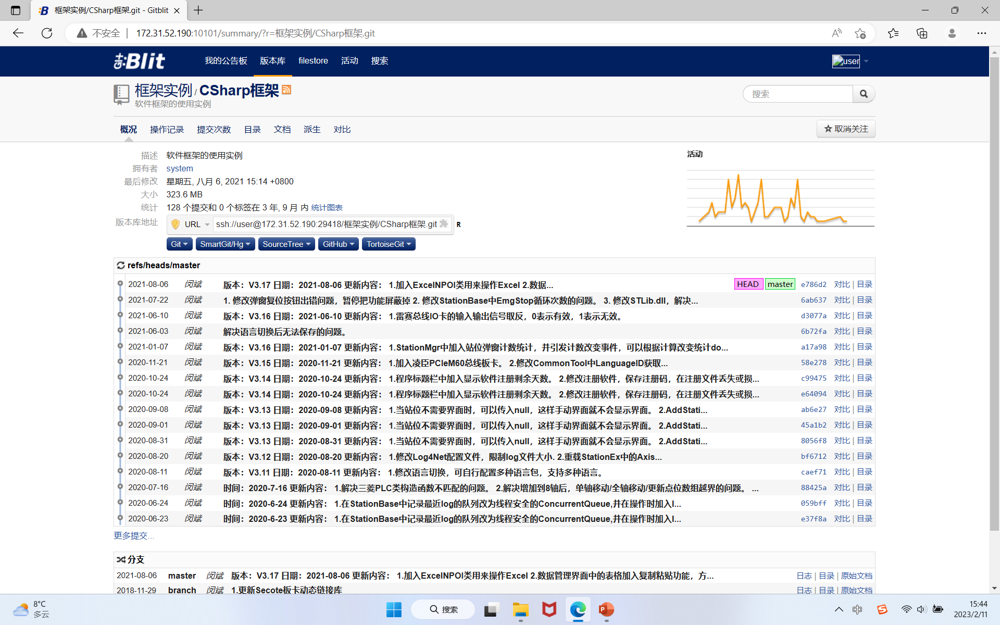 框架实例/CSharp框架.git - Gitblit
不安全 172.31.52.190:10101/summary/?r=框架实例/CSharp框架.git
Git:Blit 我的公告板 版本库 filestore 活动 搜索 user
框架实例 / CSharp框架
软件框架的使用实例
搜索
概况 操作记录 提交次数 目录 文档 派生 对比 取消关注
描述 软件框架的使用实例
拥有者 system
最后修改 星期五, 八月 6, 2021 15:14 +0800
大小 323.6 MB
统计 128 个提交和 0 个标签在 3 年, 9 月 内 统计图表
版本库地址 URL ssh://user@172.31.52.190:29418/框架实例/CSharp框架.git R
Git SmartGit/Hg SourceTree GitHub TortoiseGit
活动
refs/heads/master
2021-08-06 闵斌 版本：V3.17 日期：2021-08-06 更新内容： 1.加入ExcelNPOI类用来操作Excel 2.数据... HEAD master e786d2 对比 | 目录
2021-07-22 闵斌 1. 修改弹窗复位按钮出错问题，暂停把功能屏蔽掉 2. 修改StationBase中EmgStop循环次数的问题。 3. 修改STLib.dll，解决... 6ab637 对比 | 目录
2021-06-10 闵斌 版本：V3.16 日期：2021-06-10 更新内容： 1.雷赛总线IO卡的输入输出信号取反，0表示有效，1表示无效。 d3077a 对比 | 目录
2021-06-03 闵斌 解决语言切换后无法保存的问题。 6b72fa 对比 | 目录
2021-01-07 闵斌 版本：V3.16 日期：2021-01-07 更新内容： 1.StationMgr中加入站位弹窗计数统计，并引发计数改变事件，可以根据计算改变统计do... a17a98 对比 | 目录
2020-11-21 闵斌 版本：V3.15 日期：2020-11-21 更新内容： 1.加入凌臣PCIeM60总线板卡。 2.修改CommonTool中LanguageID获取... 58e278 对比 | 目录
2020-10-24 闵斌 版本：V3.14 日期：2020-10-24 更新内容： 1.程序标题栏中加入显示软件注册剩余天数。 2.修改注册软件，保存注册码，在注册文件丢失或损... c99475 对比 | 目录
2020-10-24 闵斌 版本：V3.14 日期：2020-10-24 更新内容： 1.程序标题栏中加入显示软件注册剩余天数。 2.修改注册软件，保存注册码，在注册文件丢失或损... e64094 对比 | 目录
2020-09-08 闵斌 版本：V3.13 日期：2020-09-08 更新内容： 1.当站位不需要界面时，可以传入null，这样手动界面就不会显示界面。 2.AddStati... ab6e27 对比 | 目录
2020-09-01 闵斌 版本：V3.13 日期：2020-09-01 更新内容： 1.当站位不需要界面时，可以传入null，这样手动界面就不会显示界面。 2.AddStati... 45a1b2 对比 | 目录
2020-08-31 闵斌 版本：V3.13 日期：2020-08-31 更新内容： 1.当站位不需要界面时，可以传入null，这样手动界面就不会显示界面。 2.AddStati... 8056f8 对比 | 目录
2020-08-20 闵斌 版本：V3.12 日期：2020-08-20 更新内容： 1.修改Log4Net配置文件，限制log文件大小. 2.重载StationEx中的Axis... bf6712 对比 | 目录
2020-08-11 闵斌 版本：V3.11 日期：2020-08-11 更新内容： 1.修改语言切换，可自行配置多种语言包，支持多种语言。 caef71 对比 | 目录
2020-07-16 闵斌 时间：2020-7-16 更新内容： 1.解决三菱PLC类构造函数不匹配的问题。 2.解决增加到8轴后，单轴移动/全轴移动/更新点位数组越界的问题。 ... 88425a 对比 | 目录
2020-06-24 闵斌 时间：2020-6-24 更新内容： 1.在StationBase中记录最近log的队列改为线程安全的ConcurrentQueue,并在操作时加入l... 059bff 对比 | 目录
2020-06-23 闵斌 时间：2020-6-23 更新内容： 1.在StationBase中记录最近log的队列改为线程安全的ConcurrentQueue,并在操作时加入l... e37f8a 对比 | 目录
更多提交...
分支
2021-08-06 master 闵斌 版本：V3.17 日期：2021-08-06 更新内容： 1.加入ExcelNPOI类用来操作Excel 2.数据管理界面中的表格加入复制粘贴功能，方... 日志 | 目录 | 原始文档
2018-11-29 branch 闵斌 1.更新Secote板卡动态链接库 日志 | 目录 | 原始文档
8°C
多云
搜索
中
15:44
2023/2/11